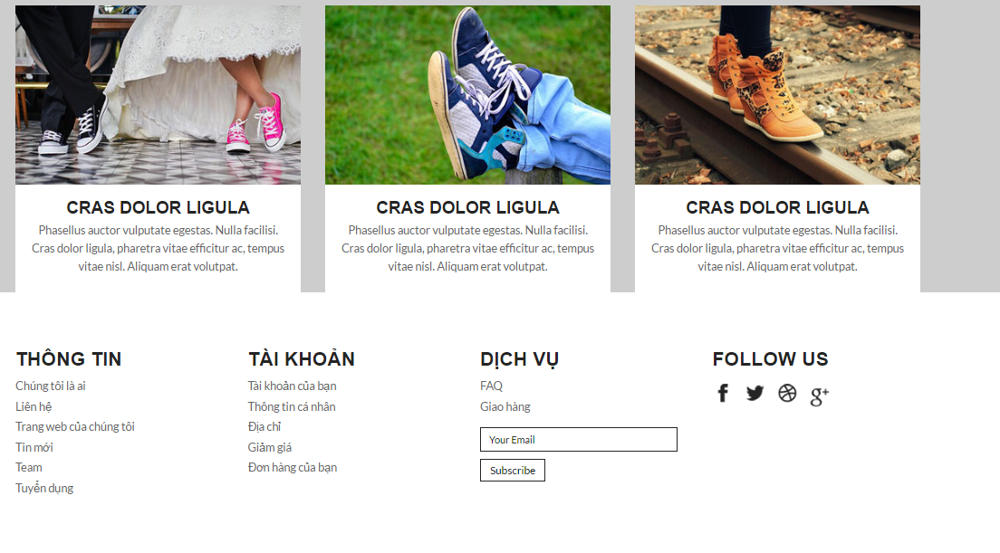 CRAS DOLOR LIGULA
Phasellus auctor vulputate egestas. Nulla facilisi.
Cras dolor ligula, pharetra vitae efficitur ac, tempus
vitae nisl. Aliquam erat volutpat.
CRAS DOLOR LIGULA
Phasellus auctor vulputate egestas. Nulla facilisi.
Cras dolor ligula, pharetra vitae efficitur ac, tempus
vitae nisl. Aliquam erat volutpat.
CRAS DOLOR LIGULA
Phasellus auctor vulputate egestas. Nulla facilisi.
Cras dolor ligula, pharetra vitae efficitur ac, tempus
vitae nisl. Aliquam erat volutpat.
THÔNG TIN
Chúng tôi là ai
Liên hệ
Trang web của chúng tôi
Tin mới
Team
Tuyển dụng
TÀI KHOẢN
Tài khoản của bạn
Thông tin cá nhân
Địa chỉ
Giảm giá
Đơn hàng của bạn
DỊCH VỤ
FAQ
Giao hàng
Your Email
Subscribe
FOLLOW US